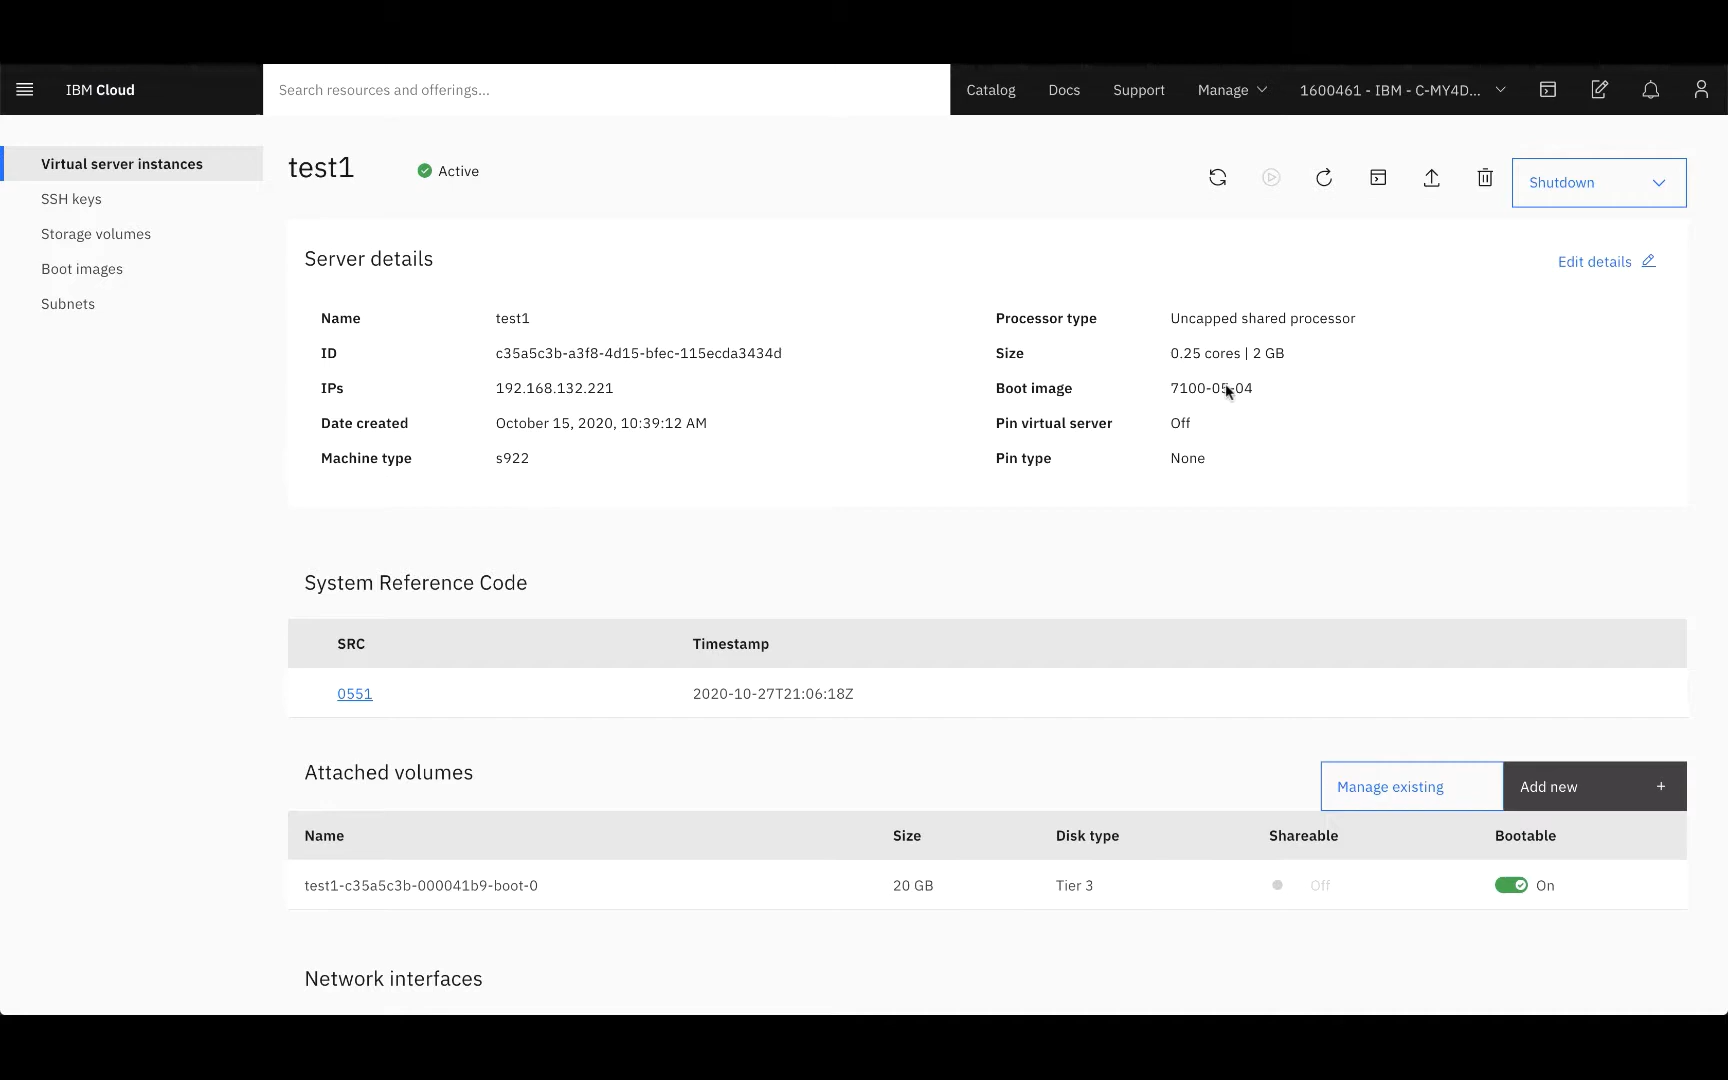 IBM Cloud
Search resources and offerings...
Catalog
Docs
Support
Manage
1600461 - IBM - C-MY4D...
Virtual server instances
SSH keys
Storage volumes
Boot images
Subnets
test1
Active
Shutdown
Server details
Edit details
Name test1
ID c35a5c3b-a3f8-4d15-bfec-115ecda3434d
IPs 192.168.132.221
Date created October 15, 2020, 10:39:12 AM
Machine type s922
Processor type Uncapped shared processor
Size 0.25 cores | 2 GB
Boot image 7100-05-04
Pin virtual server Off
Pin type None
System Reference Code
SRC Timestamp
0551 2020-10-27T21:06:18Z
Attached volumes
Manage existing
Add new +
Name Size Disk type Shareable Bootable
test1-c35a5c3b-000041b9-boot-0 20 GB Tier 3 Off On
Network interfaces